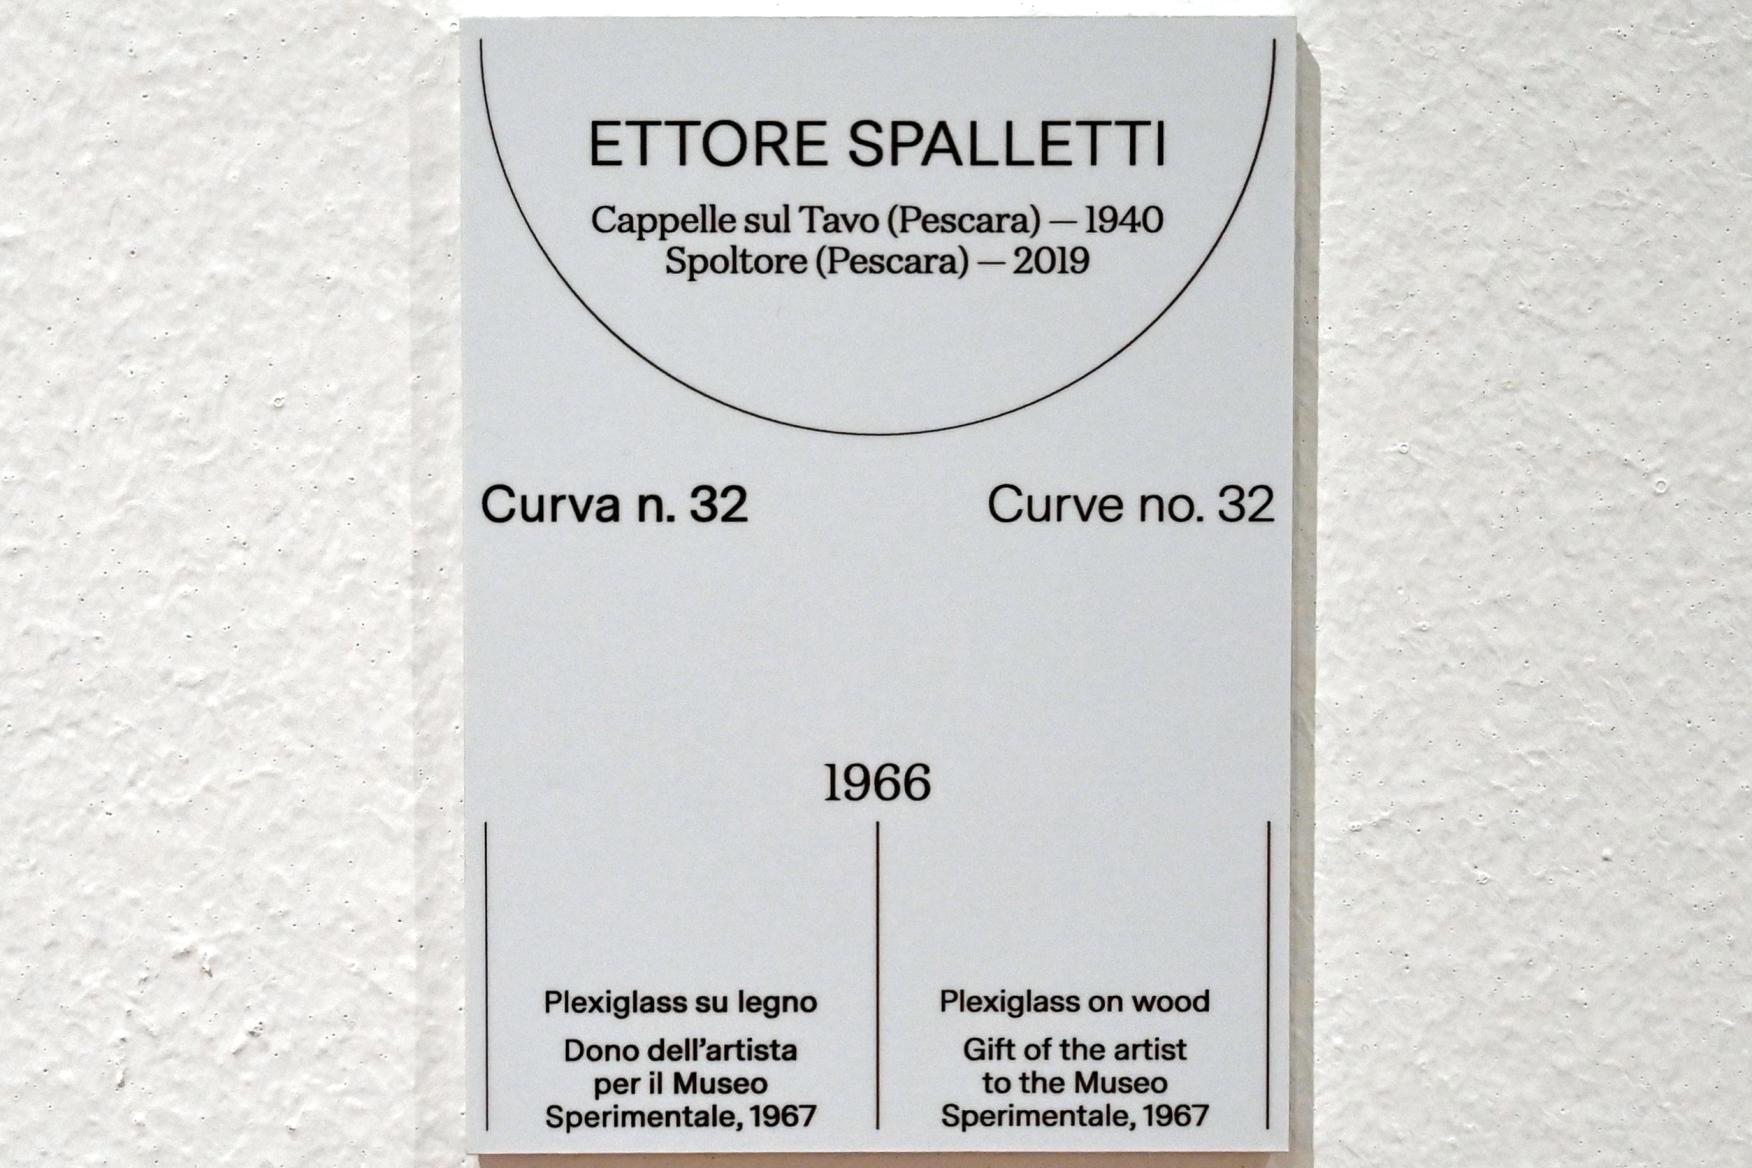 ETTORE SPALLETTI
Cappelle sul Tavo (Pescara) — 1940
Spoltore (Pescara) — 2019
Curva n. 32
Curve no. 32
1966
Plexiglass su legno
Dono dell’artista
per il Museo
Sperimentale, 1967
Plexiglass on wood
Gift of the artist
to the Museo
Sperimentale, 1967